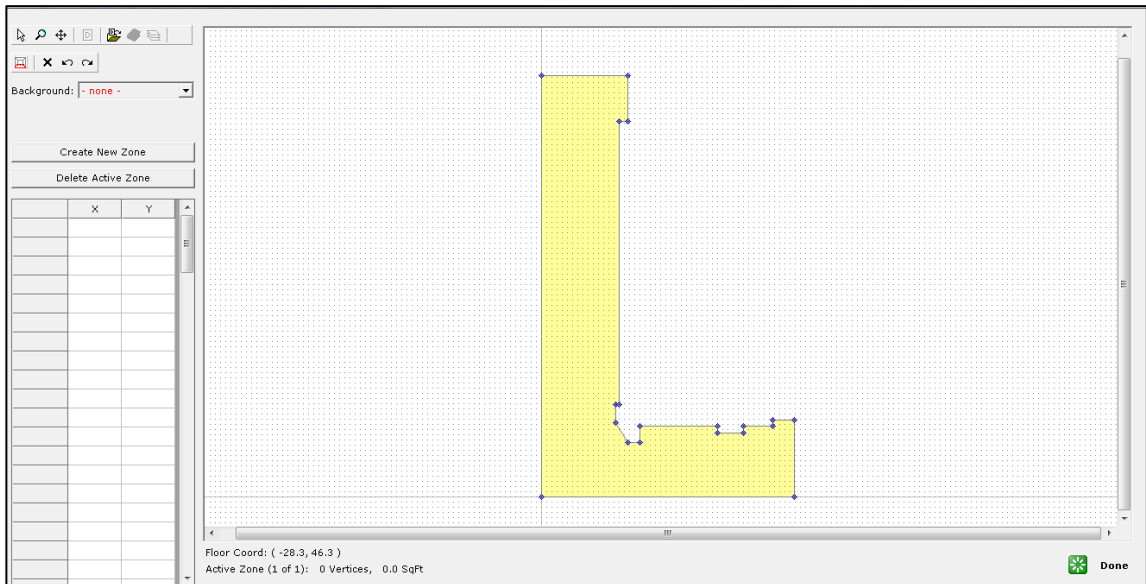 Background: - none -
Create New Zone
Delete Active Zone
X Y
Floor Coord: ( -28.3, 46.3 )
Active Zone (1 of 1): 0 Vertices, 0.0 SqFt
Done